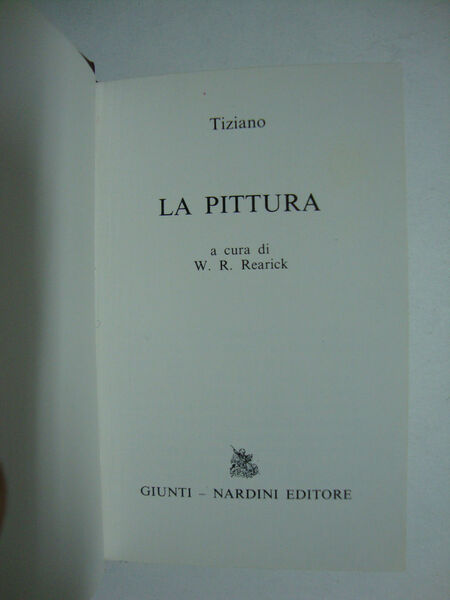 Tiziano
LA PITTURA
a cura di
W. R. Rearick
GIUNTI – NARDINI EDITORE